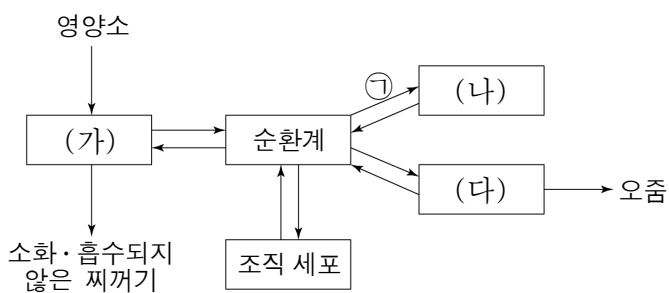 영양소
㉠
(가)
순환계
(나)
(다)
오줌
소화·흡수되지
않은 찌꺼기
조직 세포